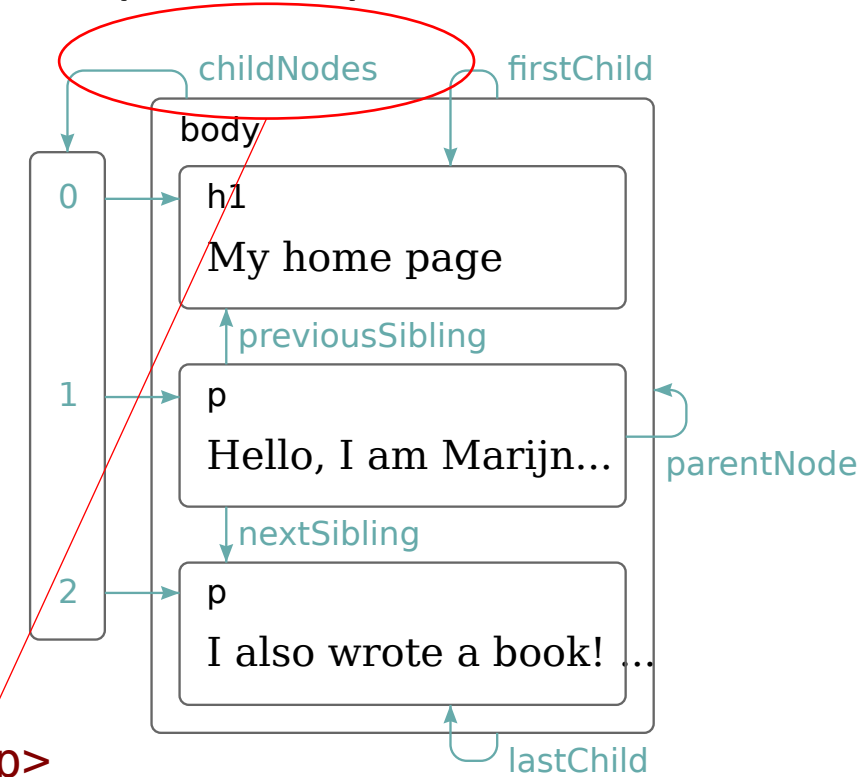 childNodes firstChild
body
0 h1
My home page
previousSibling
1 p
Hello, I am Marijn...
parentNode
nextSibling
2 p
I also wrote a book! ...
p>
lastChild